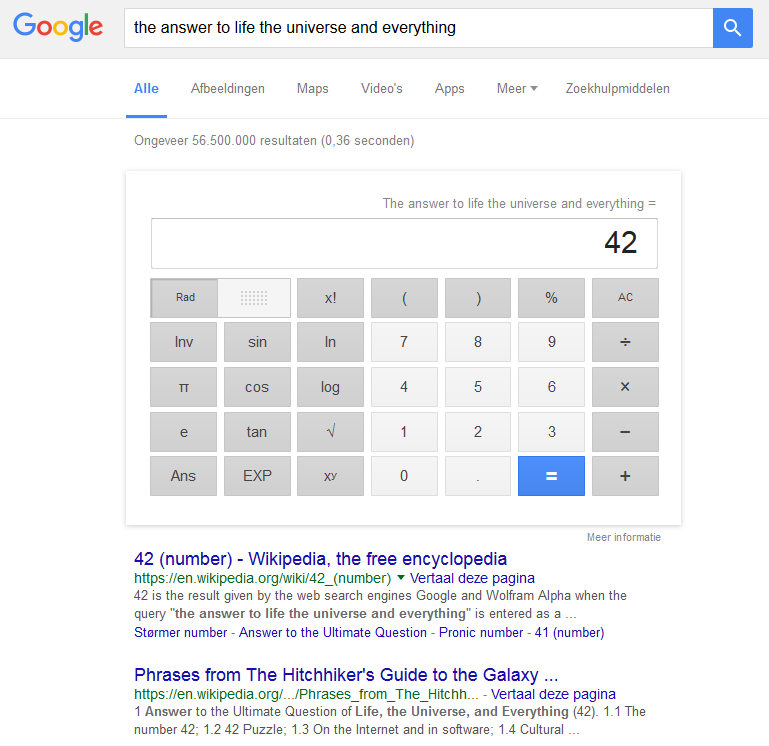 Google
the answer to life the universe and everything
Alle Afbeeldingen Maps Video's Apps Meer Zoekhulpmiddelen
Ongeveer 56.500.000 resultaten (0,36 seconden)
The answer to life the universe and everything =
42
Rad x! ( ) % AC
Inv sin ln 7 8 9 ÷
π cos log 4 5 6 ×
e tan √ 1 2 3 −
Ans EXP xʸ 0 . = +
Meer informatie
42 (number) - Wikipedia, the free encyclopedia
https://en.wikipedia.org/wiki/42_(number) Vertaal deze pagina
42 is the result given by the web search engines Google and Wolfram Alpha when the
query "the answer to life the universe and everything" is entered as a ...
Størmer number - Answer to the Ultimate Question - Pronic number - 41 (number)
Phrases from The Hitchhiker's Guide to the Galaxy ...
https://en.wikipedia.org/.../Phrases_from_The_Hitchh... - Vertaal deze pagina
1 Answer to the Ultimate Question of Life, the Universe, and Everything (42). 1.1 The
number 42; 1.2 42 Puzzle; 1.3 On the Internet and in software; 1.4 Cultural ...